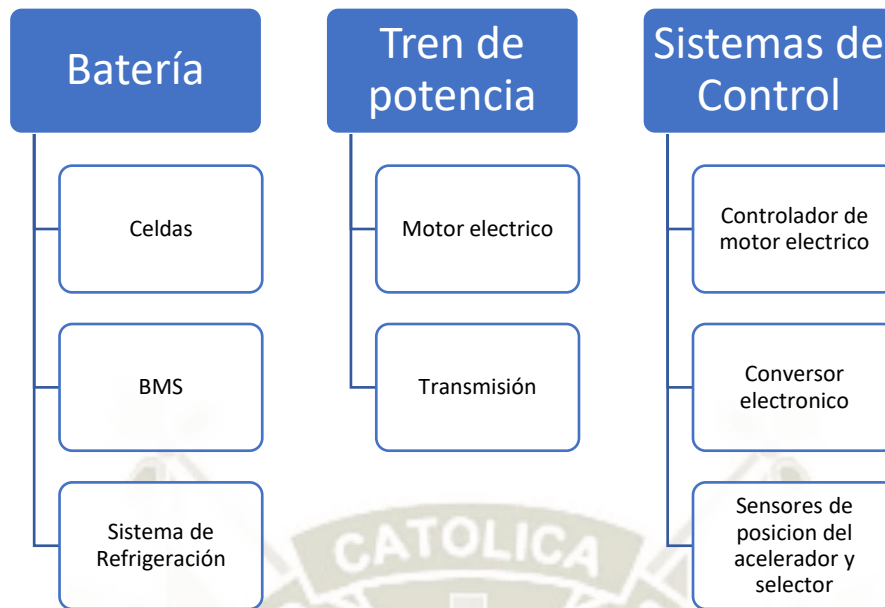 Batería
Celdas
BMS
Sistema de
Refrigeración
Tren de
potencia
Motor electrico
Transmisión
Sistemas de
Control
Controlador de
motor electrico
Conversor
electronico
Sensores de
posicion del
acelerador y
selector
CATOLICA